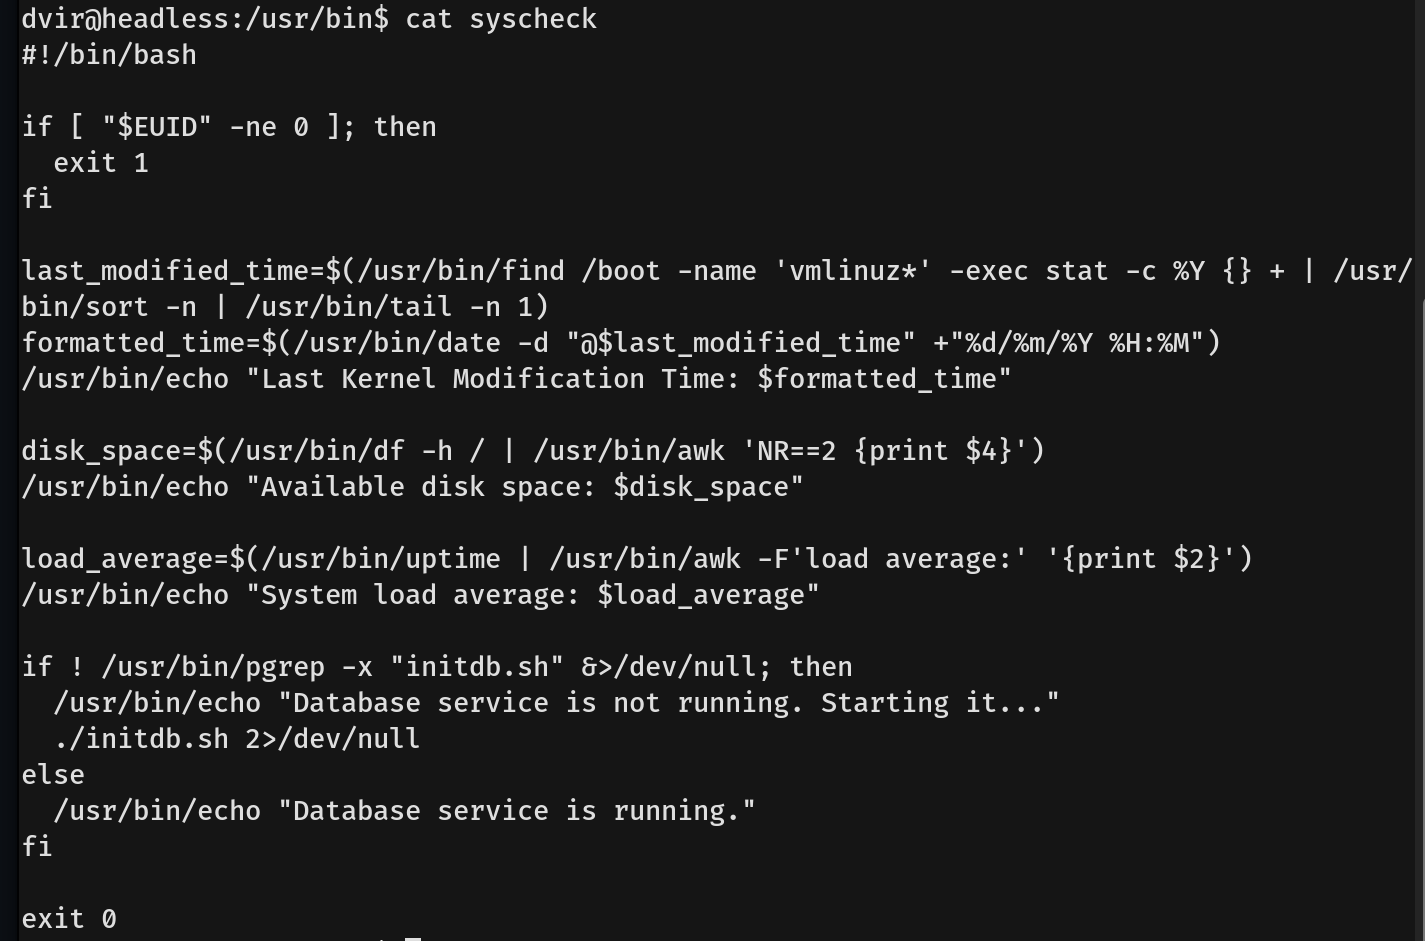 dvir@headless:/usr/bin$ cat syscheck
#!/bin/bash

if [ "$EUID" -ne 0 ]; then
  exit 1
fi

last_modified_time=$(/usr/bin/find /boot -name 'vmlinuz*' -exec stat -c %Y {} + | /usr/
bin/sort -n | /usr/bin/tail -n 1)
formatted_time=$(/usr/bin/date -d "@$last_modified_time" +"%d/%m/%Y %H:%M")
/usr/bin/echo "Last Kernel Modification Time: $formatted_time"

disk_space=$(/usr/bin/df -h / | /usr/bin/awk 'NR==2 {print $4}')
/usr/bin/echo "Available disk space: $disk_space"

load_average=$(/usr/bin/uptime | /usr/bin/awk -F'load average:' '{print $2}')
/usr/bin/echo "System load average: $load_average"

if ! /usr/bin/pgrep -x "initdb.sh" &>/dev/null; then
  /usr/bin/echo "Database service is not running. Starting it..."
  ./initdb.sh 2>/dev/null
else
  /usr/bin/echo "Database service is running."
fi

exit 0